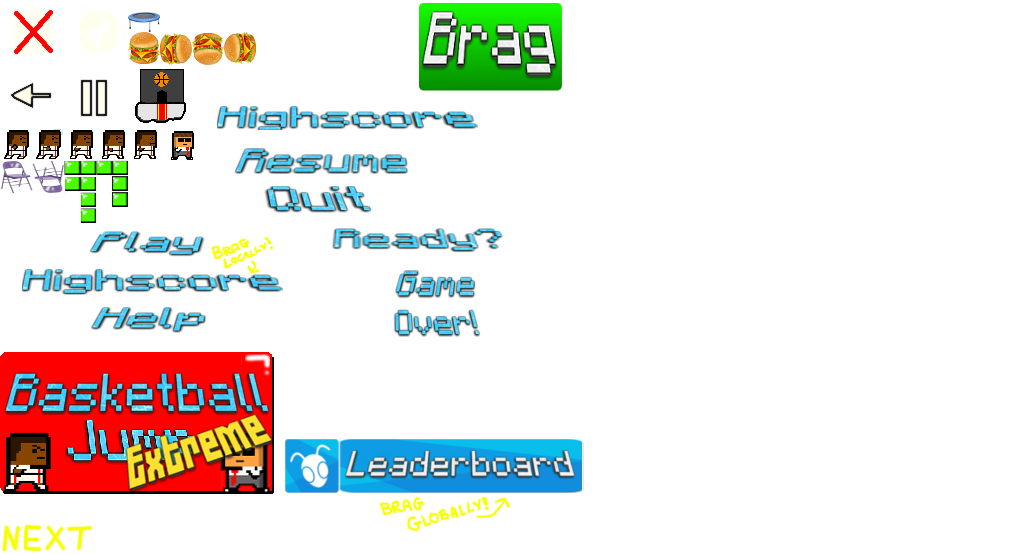 Brag
Highscore
Resume
Quit
Play
BRAG
LOCALLY!
Ready?
Highscore
Game
Over!
Help
Basketball
Jump
Extreme
Leaderboard
BRAG
GLOBALLY!
NEXT